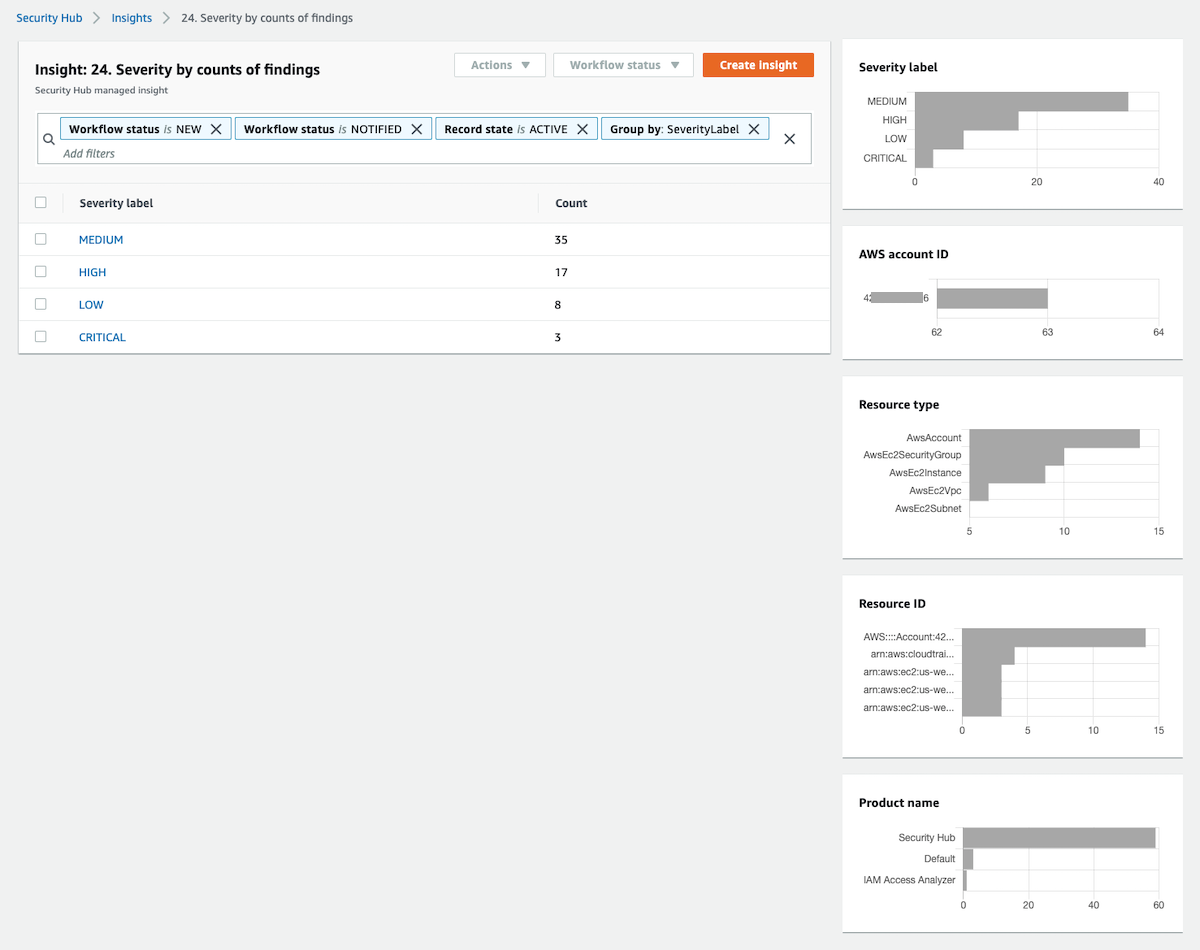 Security Hub > Insights > 24. Severity by counts of findings
Insight: 24. Severity by counts of findings
Security Hub managed insight
Actions
Workflow status
Create insight
Workflow status is NEW
Workflow status is NOTIFIED
Record state is ACTIVE
Group by: SeverityLabel
Add filters
Severity label Count
MEDIUM 35
HIGH 17
LOW 8
CRITICAL 3
Severity label
MEDIUM
HIGH
LOW
CRITICAL
0 20 40
AWS account ID
42 6
62 63 64
Resource type
AwsAccount
AwsEc2SecurityGroup
AwsEc2Instance
AwsEc2Vpc
AwsEc2Subnet
5 10 15
Resource ID
AWS::::Account:42...
arn:aws:cloudtrai...
arn:aws:ec2:us-we...
arn:aws:ec2:us-we...
arn:aws:ec2:us-we...
0 5 10 15
Product name
Security Hub
Default
IAM Access Analyzer
0 20 40 60